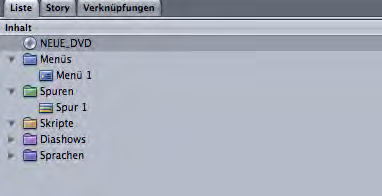 Liste Story Verknüpfungen
Inhalt
NEUE_DVD
Menüs
Menü 1
Spuren
Spur 1
Skripte
Diashows
Sprachen